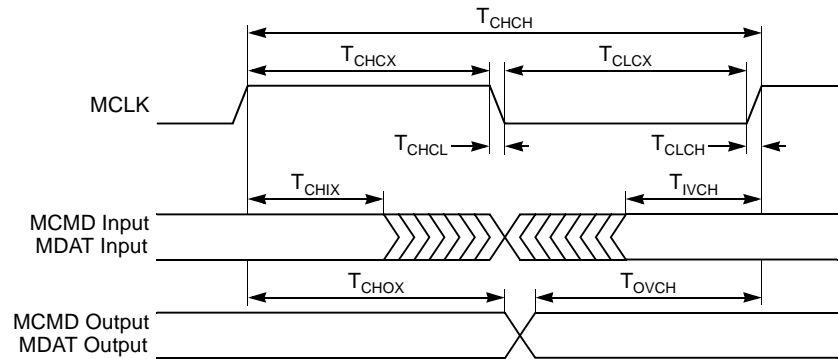 TCHCH
TCHCX TCLCX
MCLK
TCHCL TCLCH
TCHIX TIVCH
MCMD Input
MDAT Input
TCHOX TOVCH
MCMD Output
MDAT Output